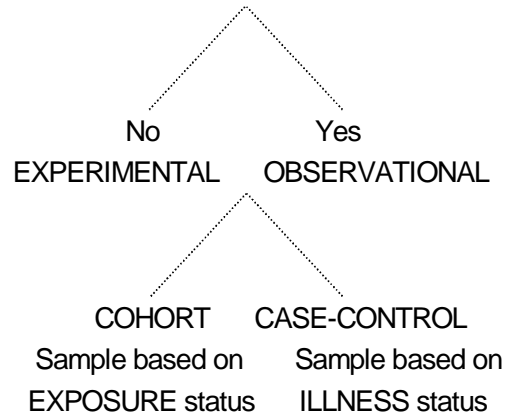 No Yes
EXPERIMENTAL OBSERVATIONAL
COHORT CASE-CONTROL
Sample based on Sample based on
EXPOSURE status ILLNESS status